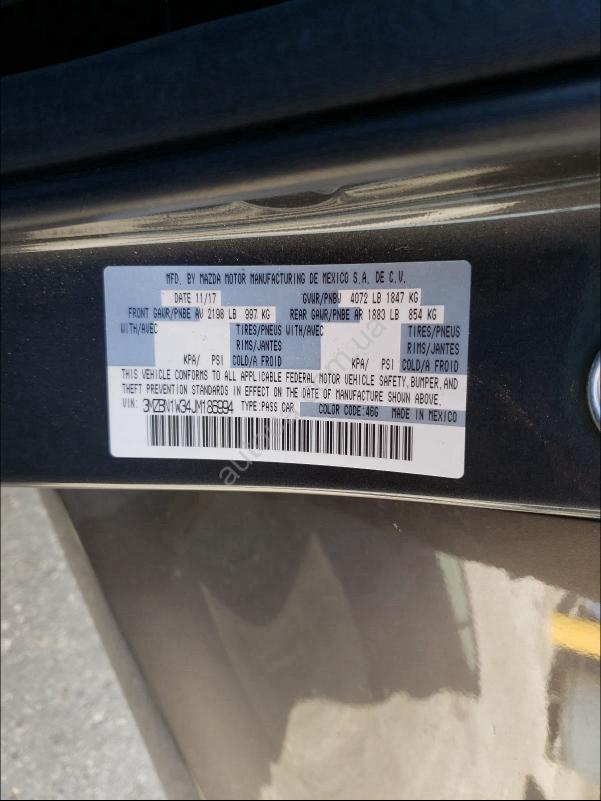 MFD. BY MAZDA MOTOR MANUFACTURING DE MEXICO S.A. DE C.V.
DATE 11/17 GVWR/PNBV 4072 LB 1847 KG
FRONT GAWR/PNBE AV 2198 LB 997 KG REAR GAWR/PNBE AR 1883 LB 854 KG
WITH/AVEC TIRES/PNEUS WITH/AVEC TIRES/PNEUS
RIMS/JANTES RIMS/JANTES
KPA/ PSI COLD/A FROID KPA/ PSI COLD/A FROID
THIS VEHICLE CONFORMS TO ALL APPLICABLE FEDERAL MOTOR VEHICLE SAFETY, BUMPER, AND
THEFT PREVENTION STANDARDS IN EFFECT ON THE DATE OF MANUFACTURE SHOWN ABOVE.
VIN: 3MZBN1W34JM186994 TYPE:PASS CAR COLOR CODE:46G MADE IN MEXICO